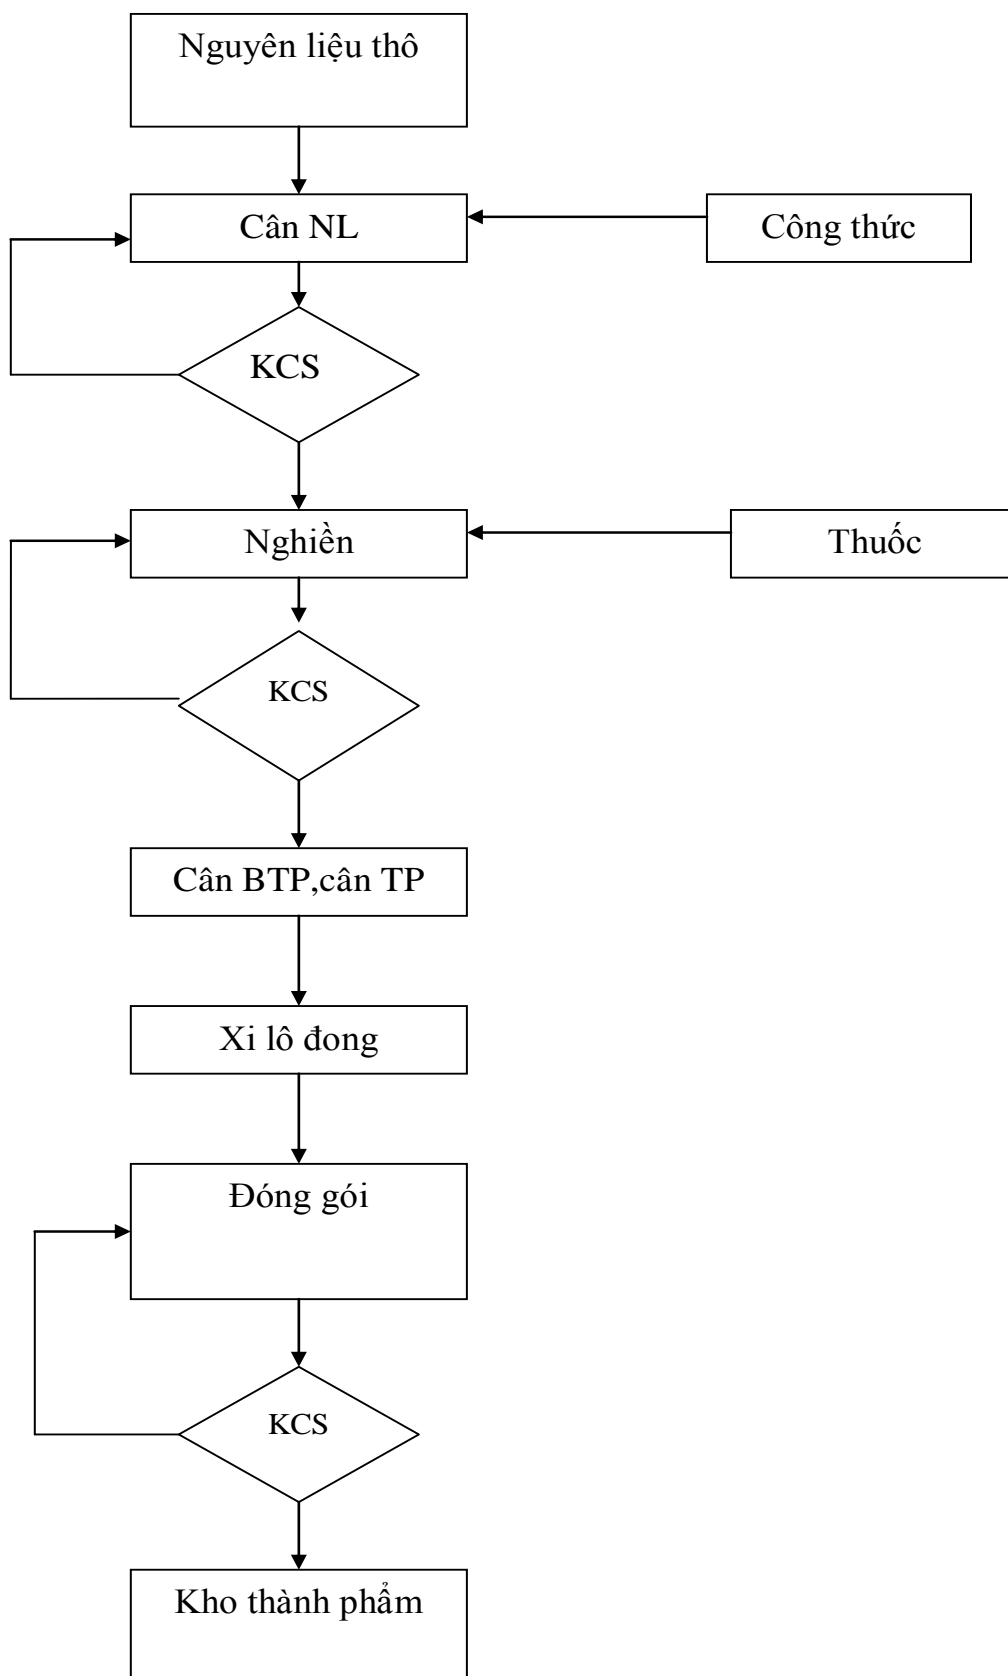 Nguyên liệu thô
Cân NL
Công thức
KCS
Nghiền
Thuốc
KCS
Cân BTP,cân TP
Xi lô đong
Đóng gói
KCS
Kho thành phẩm